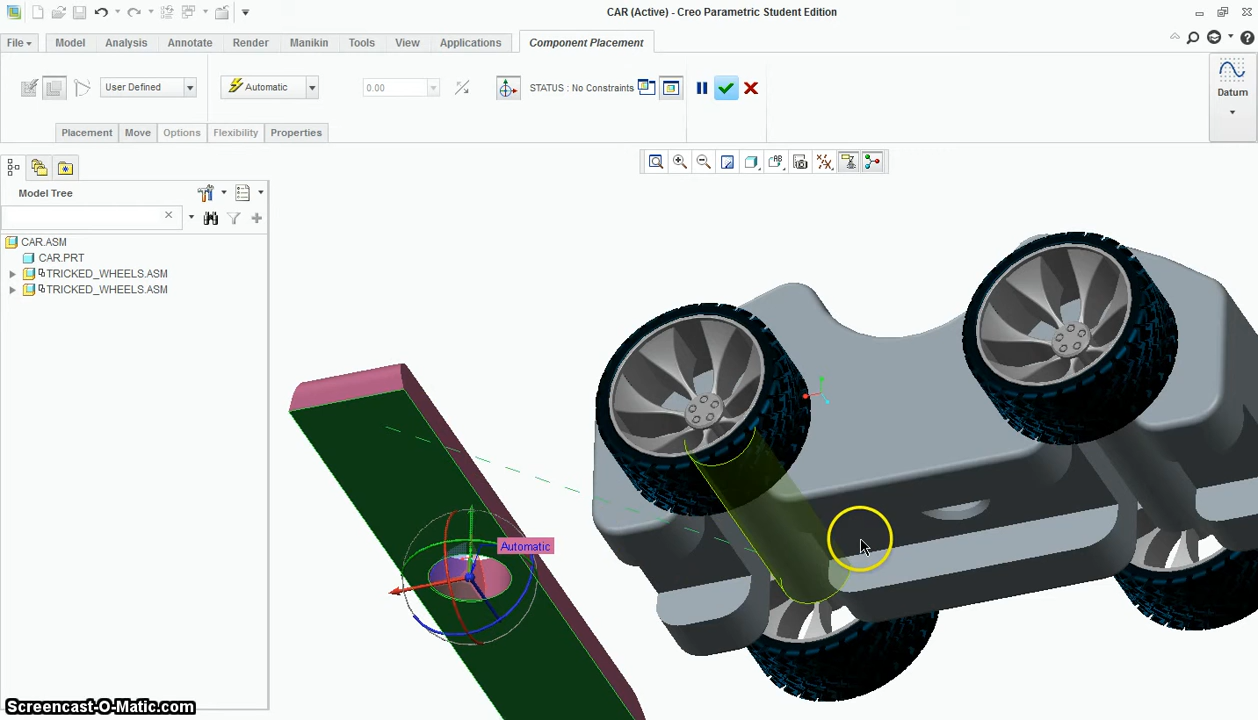 CAR (Active) - Creo Parametric Student Edition
File Model Analysis Annotate Render Manikin Tools View Applications Component Placement
User Defined Automatic 0.00 STATUS : No Constraints Datum
Placement Move Options Flexibility Properties
Model Tree
CAR.ASM
CAR.PRT
TRICKED_WHEELS.ASM
TRICKED_WHEELS.ASM
Automatic
Screencast-O-Matic.com